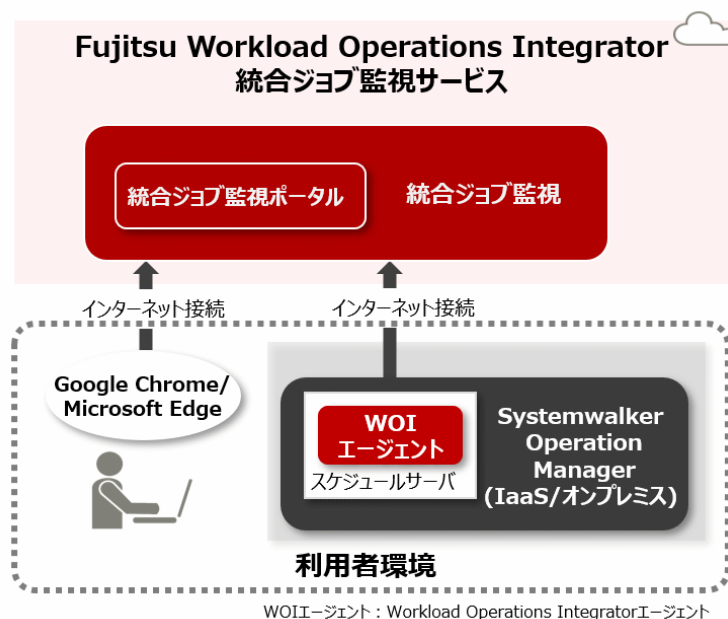 Fujitsu Workload Operations Integrator
統合ジョブ監視サービス
統合ジョブ監視ポータル
統合ジョブ監視
インターネット接続
インターネット接続
Google Chrome/
Microsoft Edge
WOI
エージェント
スケジュールサーバ
Systemwalker
Operation
Manager
(IaaS/オンプレミス)
利用者環境
WOIエージェント：Workload Operations Integratorエージェント